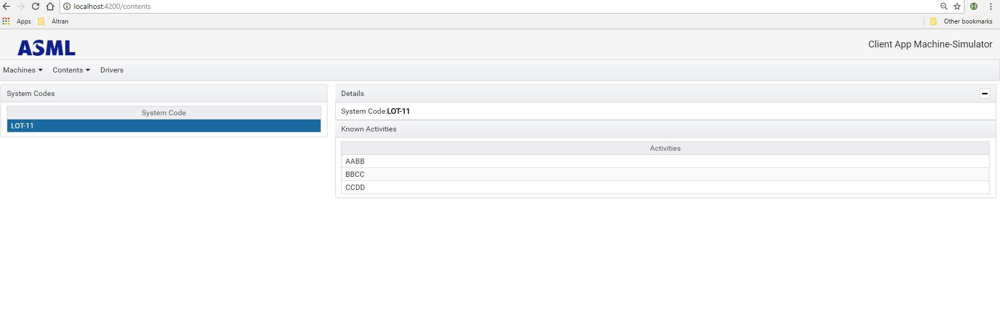 localhost:4200/contents
Apps Altran Other bookmarks
ASML Client App Machine-Simulator
Machines Contents Drivers
System Codes
System Code
LOT-11
Details
System Code:LOT-11
Known Activities
Activities
AABB
BBCC
CCDD